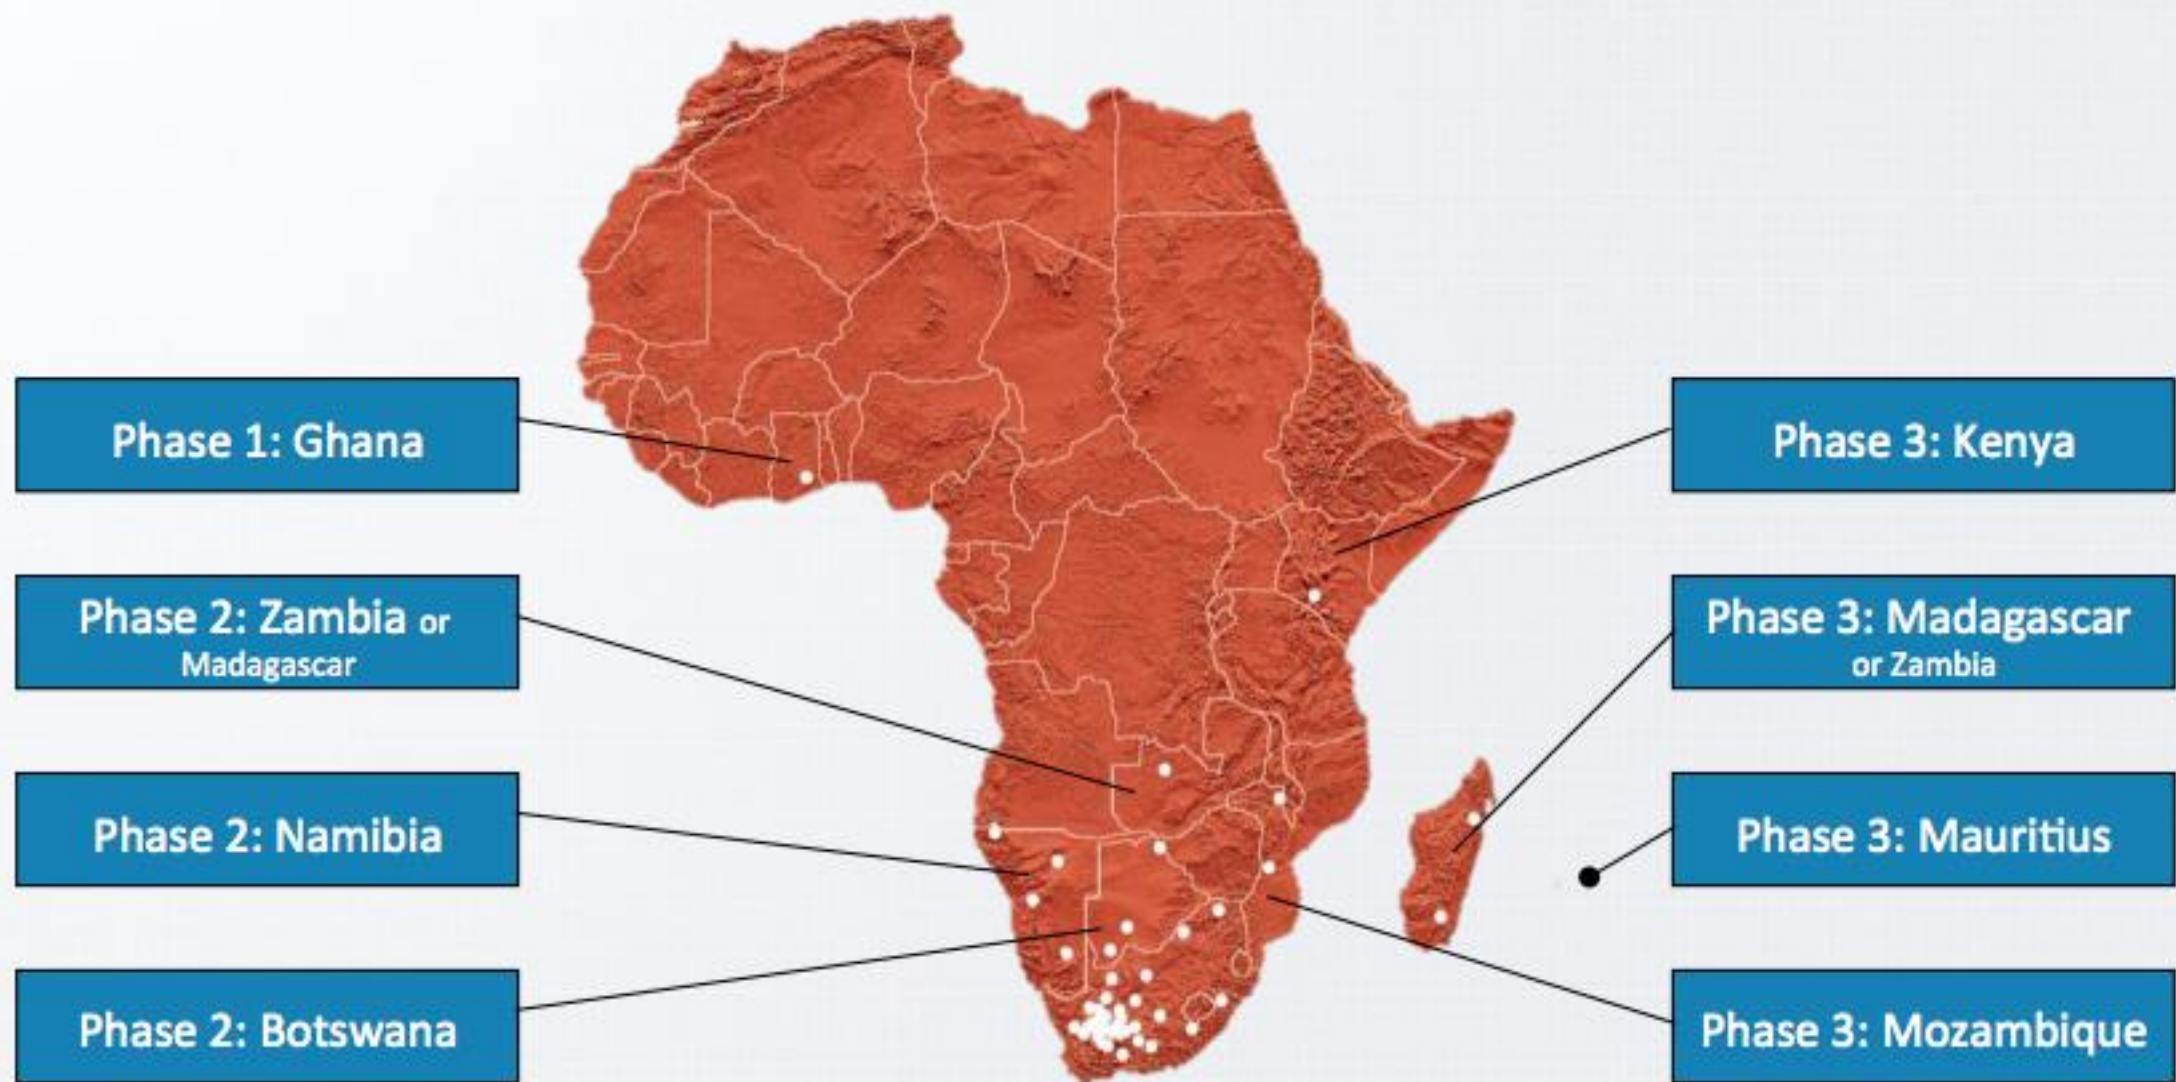 Phase 1: Ghana
Phase 2: Zambia or
Madagascar
Phase 2: Namibia
Phase 2: Botswana
Phase 3: Kenya
Phase 3: Madagascar
or Zambia
Phase 3: Mauritius
Phase 3: Mozambique